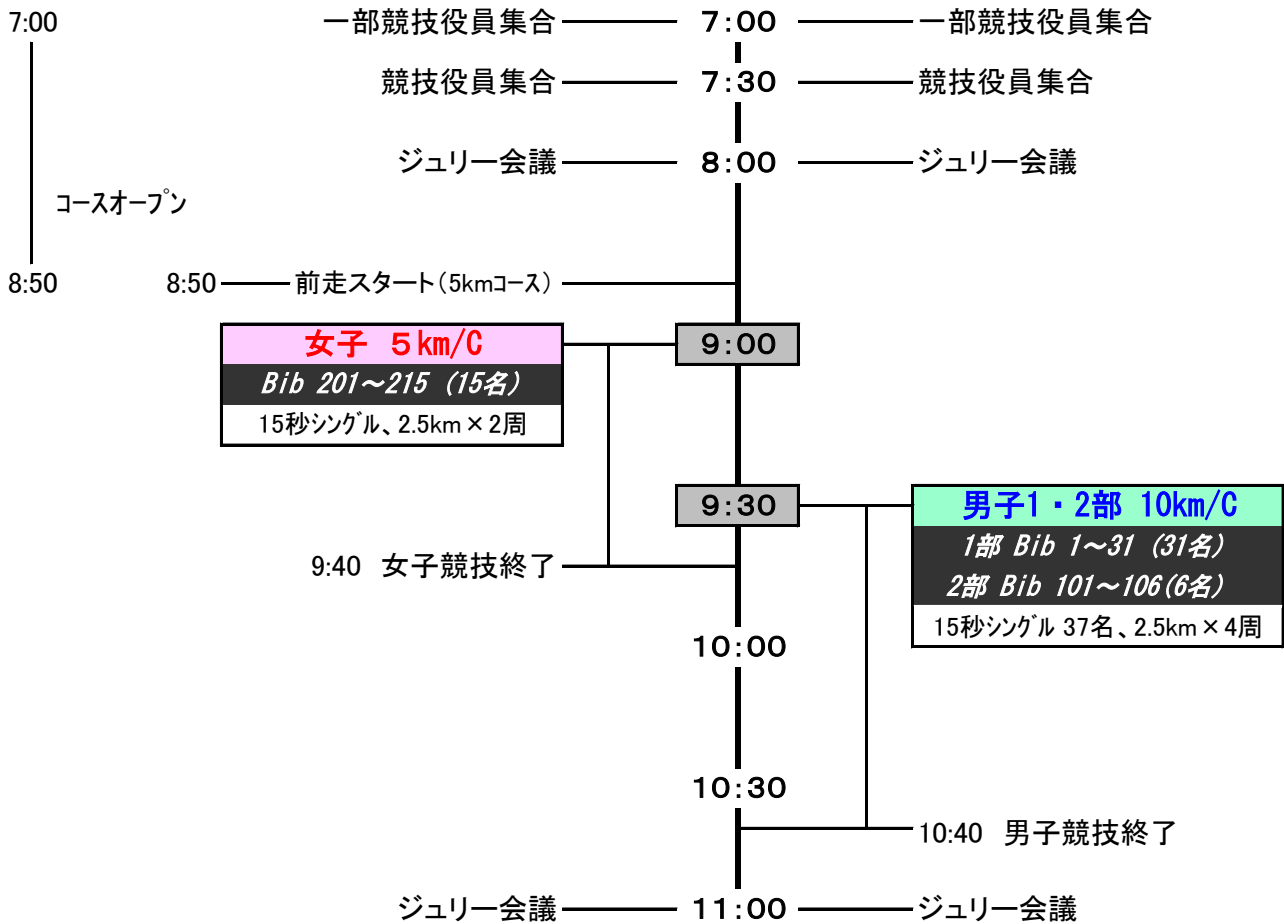 7:00
一部競技役員集合 7:00 一部競技役員集合
競技役員集合 7:30 競技役員集合
ジュリー会議 8:00 ジュリー会議
コースオープン
8:50
8:50 前走スタート(5kmコース)
女子 5km/C
9:00
Bib 201~215 (15名)
15秒シングル、2.5km×2周
9:30
男子1・2部 10km/C
1部 Bib 1~31 (31名)
2部 Bib 101~106(6名)
15秒シングル 37名、2.5km×4周
9:40 女子競技終了
10:00
10:30
10:40 男子競技終了
ジュリー会議 11:00 ジュリー会議